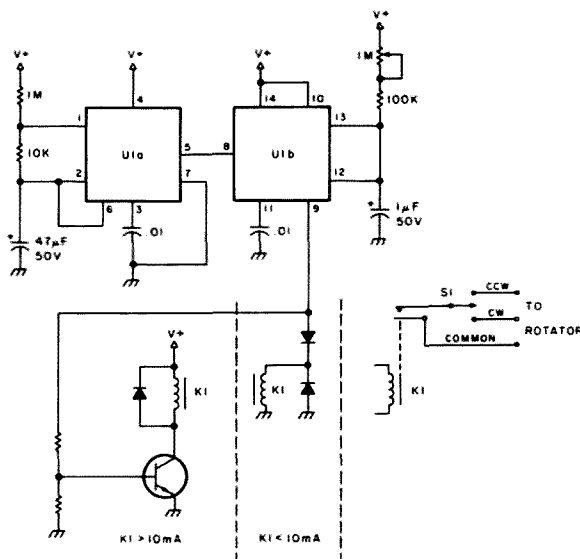 V+
V+
V+
V+
1M
1M
4
14
10
100K
1
13
10K
U1a
5
8
U1b
2
7
12
6
3
11
9
47µF
50V
.01
.01
1µF
50V
S1
CCW
TO
CW
ROTATOR
COMMON
V+
K1
K1
K1
K1 > 10mA
K1 < 10mA